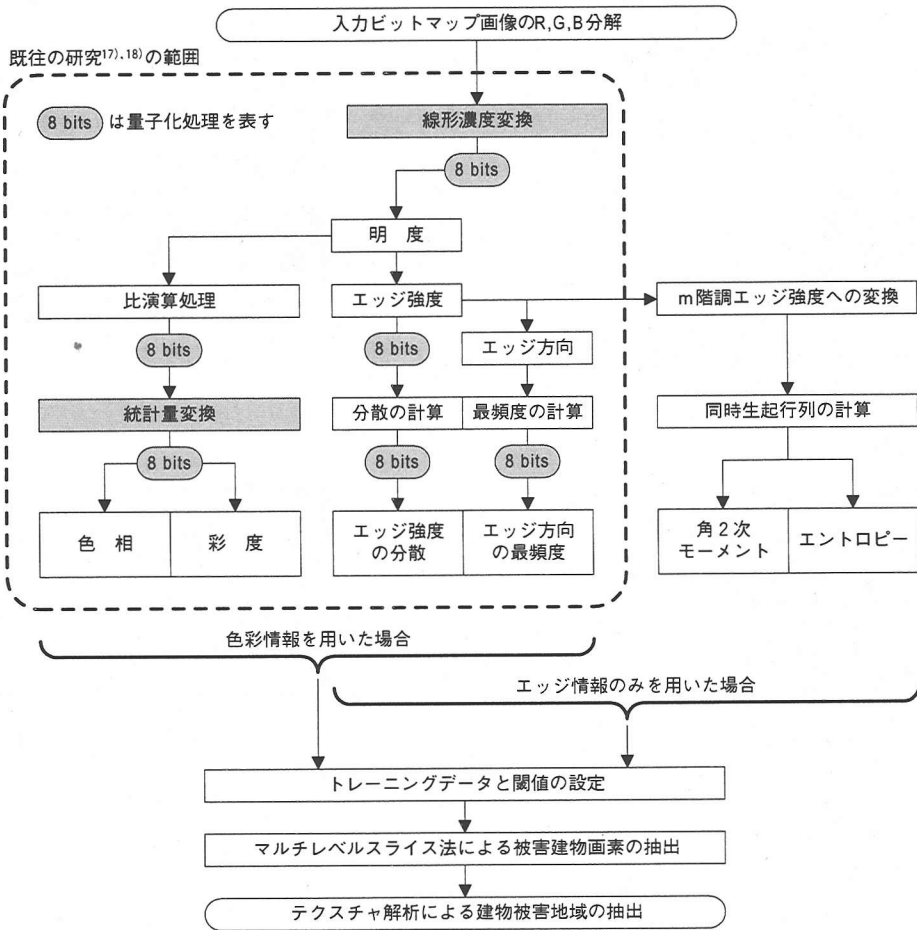 入力ビットマップ画像のR,G,B分解
既往の研究17),18)の範囲
8 bits は量子化処理を表す
線形濃度変換
8 bits
明 度
比演算処理
エッジ強度
m階調エッジ強度への変換
8 bits
8 bits
エッジ方向
統計量変換
分散の計算
最頻度の計算
同時生起行列の計算
8 bits
8 bits
8 bits
色 相
彩 度
エッジ強度
の分散
エッジ方向
の最頻度
角2次
モーメント
エントロピー
色彩情報を用いた場合
エッジ情報のみを用いた場合
トレーニングデータと閾値の設定
マルチレベルスライス法による被害建物画素の抽出
テクスチャ解析による建物被害地域の抽出